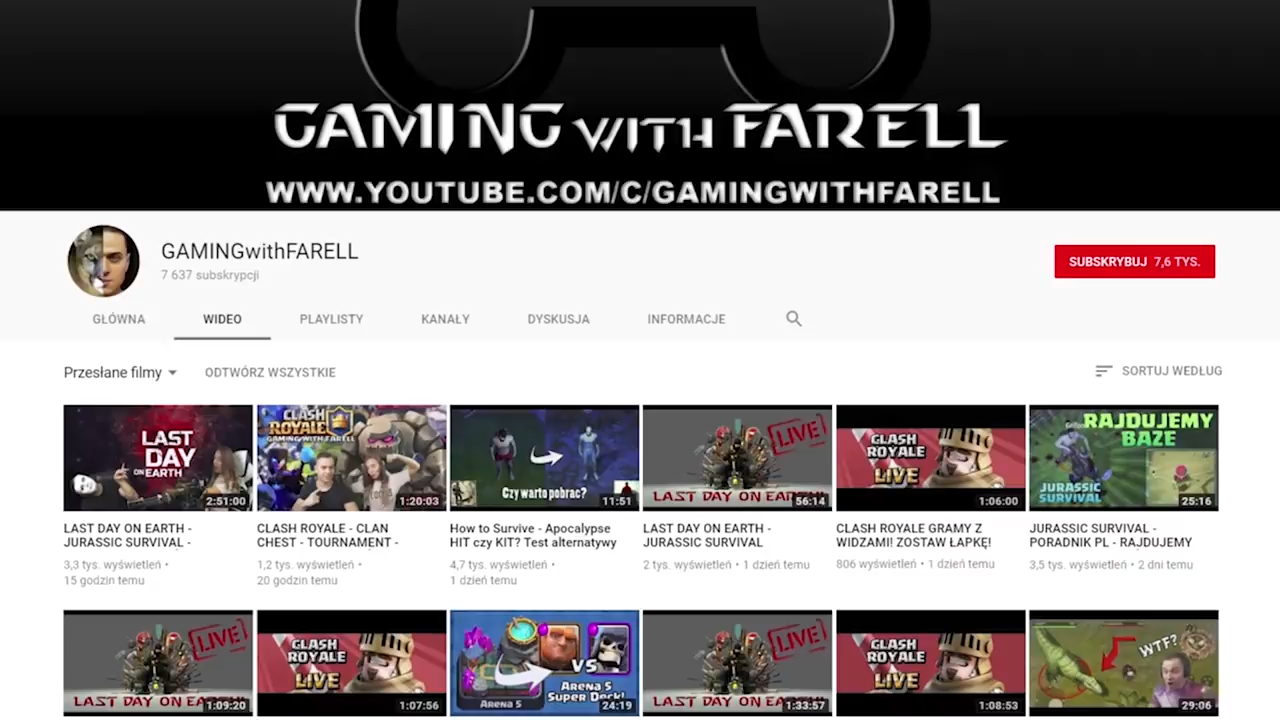 GAMING WITH FARELL
WWW.YOUTUBE.COM/C/GAMINGWITHFARELL
GAMINGwithFARELL
7 637 subskrypcji
SUBSKRYBUJ 7,6 TYS.
GŁÓWNA WIDEO PLAYLISTY KANAŁY DYSKUSJA INFORMACJE
Przesłane filmy ODTWÓRZ WSZYSTKIE SORTUJ WEDŁUG
LAST
DAY
ON EARTH
2:51:00
CLASH
ROYALE
GAMING WITH FARELL
1:20:03
Czy warto pobrac?
11:51
LIVE
LAST DAY ON EARTH
56:14
CLASH
ROYALE
LIVE
1:06:00
RAJDUJEMY
BAZE
JURASSIC
SURVIVAL
25:16
LAST DAY ON EARTH -
JURASSIC SURVIVAL -
3,3 tys. wyświetleń •
15 godzin temu
CLASH ROYALE - CLAN
CHEST - TOURNAMENT -
1,2 tys. wyświetleń •
20 godzin temu
How to Survive - Apocalypse
HIT czy KIT? Test alternatywy
4,7 tys. wyświetleń •
1 dzień temu
LAST DAY ON EARTH -
JURASSIC SURVIVAL
2 tys. wyświetleń • 1 dzień temu
CLASH ROYALE GRAMY Z
WIDZAMI! ZOSTAW ŁAPKĘ!
806 wyświetleń • 1 dzień temu
JURASSIC SURVIVAL -
PORADNIK PL - RAJDUJEMY
3,5 tys. wyświetleń • 2 dni temu
LIVE
LAST DAY ON EARTH
1:09:20
CLASH
ROYALE
LIVE
1:07:56
VS
Arena 5
Super Deck!
Arena 5
24:19
LIVE
LAST DAY ON EARTH
1:33:57
CLASH
ROYALE
LIVE
1:08:53
WTF?
29:06